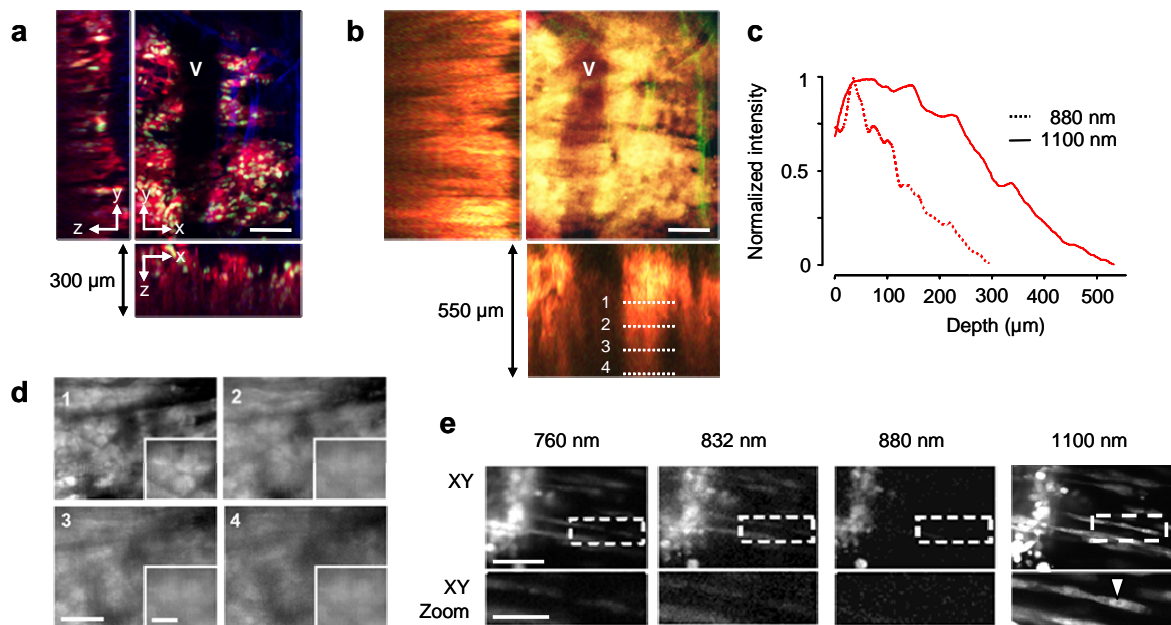 a
V
y
z
y
x
300 µm
x
z
b
V
550 µm
1
2
3
4
c
Normalized intensity
1
0.5
0
0 100 200 300 400 500
Depth (µm)
880 nm
1100 nm
d
1
2
3
4
e
760 nm 832 nm 880 nm 1100 nm
XY
XY
Zoom